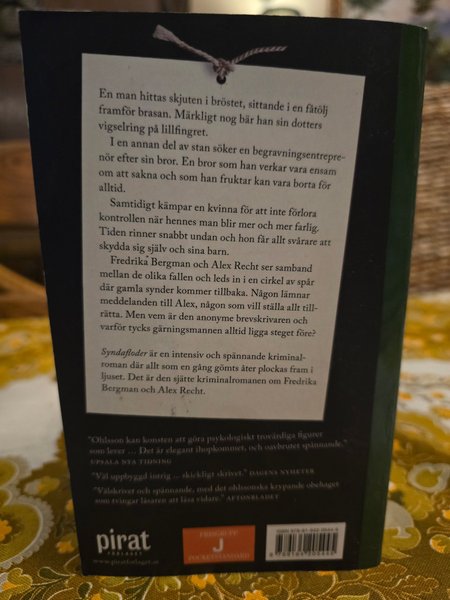 En man hittas skjuten i bröstet, sittande i en fåtölj
framför brasan. Märkligt nog bär han sin dotters
vigselring på lillfingret.
I en annan del av stan söker en begravningsentrepre-
nör efter sin bror. En bror som han verkar vara ensam
om att sakna och som han fruktar kan vara borta för
alltid.
Samtidigt kämpar en kvinna för att inte förlora
kontrollen när hennes man blir mer och mer farlig.
Tiden rinner snabbt undan och hon får allt svårare att
skydda sig själv och sina barn.
Fredrika Bergman och Alex Recht ser samband
mellan de olika fallen och leds in i en cirkel av spår
där gamla synder kommer tillbaka. Någon lämnar
meddelanden till Alex, någon som vill ställa allt till-
rätta. Men vem är den anonyme brevskrivaren och
varför tycks gärningsmannen alltid ligga steget före?
Syndafloder är en intensiv och spännande kriminal-
roman där allt som en gång gömts åter plockas fram i
ljuset. Det är den sjätte kriminalromanen om Fredrika
Bergman och Alex Recht.
"Ohlsson kan konsten att göra psykologiskt trovärdiga figurer
som lever ... Det är elegant ihopkommet, och oavbrutet spännande."
UPSALA NYA TIDNING
"Väl uppbyggd intrig ... skickligt skrivet." DAGENS NYHETER
"Välskrivet och spännande, med det ohlssonska krypande obehaget
som tvingar läsaren att läsa vidare." AFTONBLADET
pirat
FÖRLAGET
www.piratforlaget.se
PRISGRUPP
J
POCKETSTANDARD